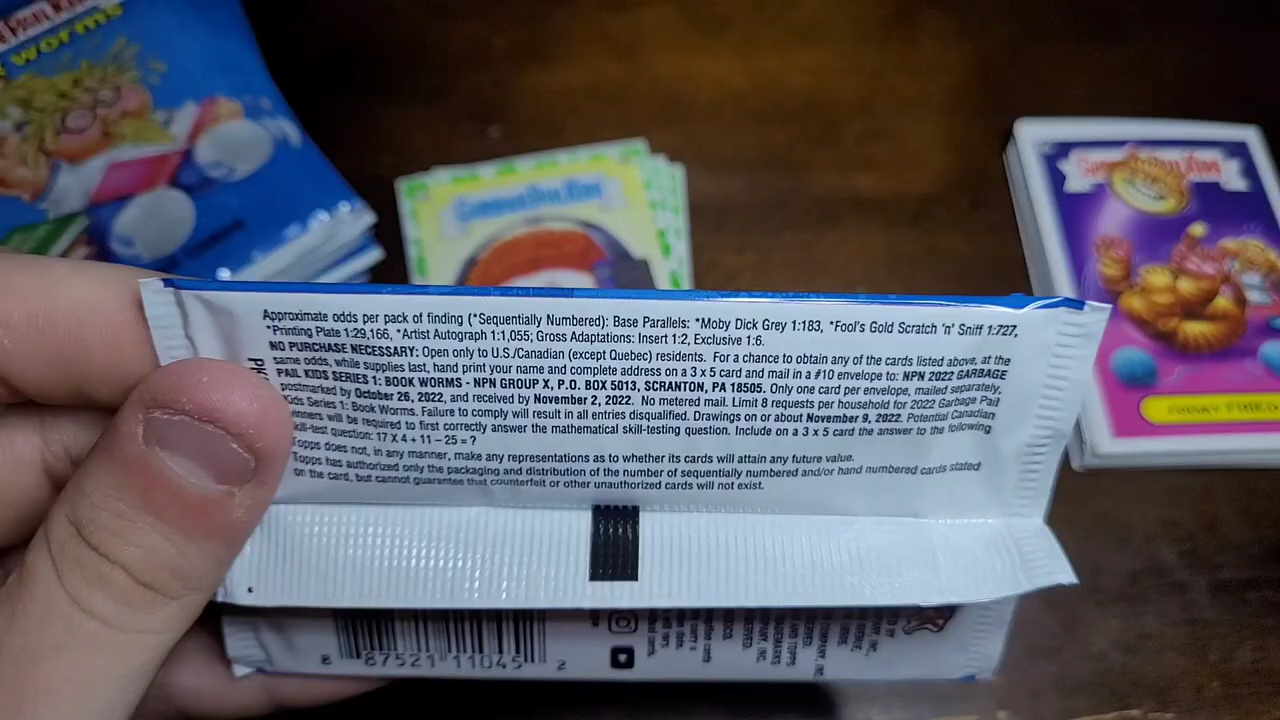 worms
GARBAGE PAIL KIDS
GARBAGE PAIL KIDS
Approximate odds per pack of finding (*Sequentially Numbered): Base Parallels: *Moby Dick Grey 1:183, *Fool's Gold Scratch 'n' Sniff 1:727,
*Printing Plate 1:29,166, *Artist Autograph 1:1,055; Gross Adaptations: Insert 1:2, Exclusive 1:6.
NO PURCHASE NECESSARY: Open only to U.S./Canadian (except Quebec) residents. For a chance to obtain any of the cards listed above, at the
same odds, while supplies last, hand print your name and complete address on a 3 x 5 card and mail in a #10 envelope to: NPN 2022 GARBAGE
PAIL KIDS SERIES 1: BOOK WORMS - NPN GROUP X, P.O. BOX 5013, SCRANTON, PA 18505. Only one card per envelope, mailed separately,
postmarked by October 26, 2022, and received by November 2, 2022. No metered mail. Limit 8 requests per household for 2022 Garbage Pail
Kids Series 1: Book Worms. Failure to comply will result in all entries disqualified. Drawings on or about November 9, 2022. Potential Canadian
inners will be required to first correctly answer the mathematical skill-testing question. Include on a 3 x 5 card the answer to the following
kill-test question: 17 X 4 + 11 – 25 = ?
Topps does not, in any manner, make any representations as to whether its cards will attain any future value.
Topps has authorized only the packaging and distribution of the number of sequentially numbered and/or hand numbered cards stated
on the card, but cannot guarantee that counterfeit or other unauthorized cards will not exist.
8 87521 11045 2